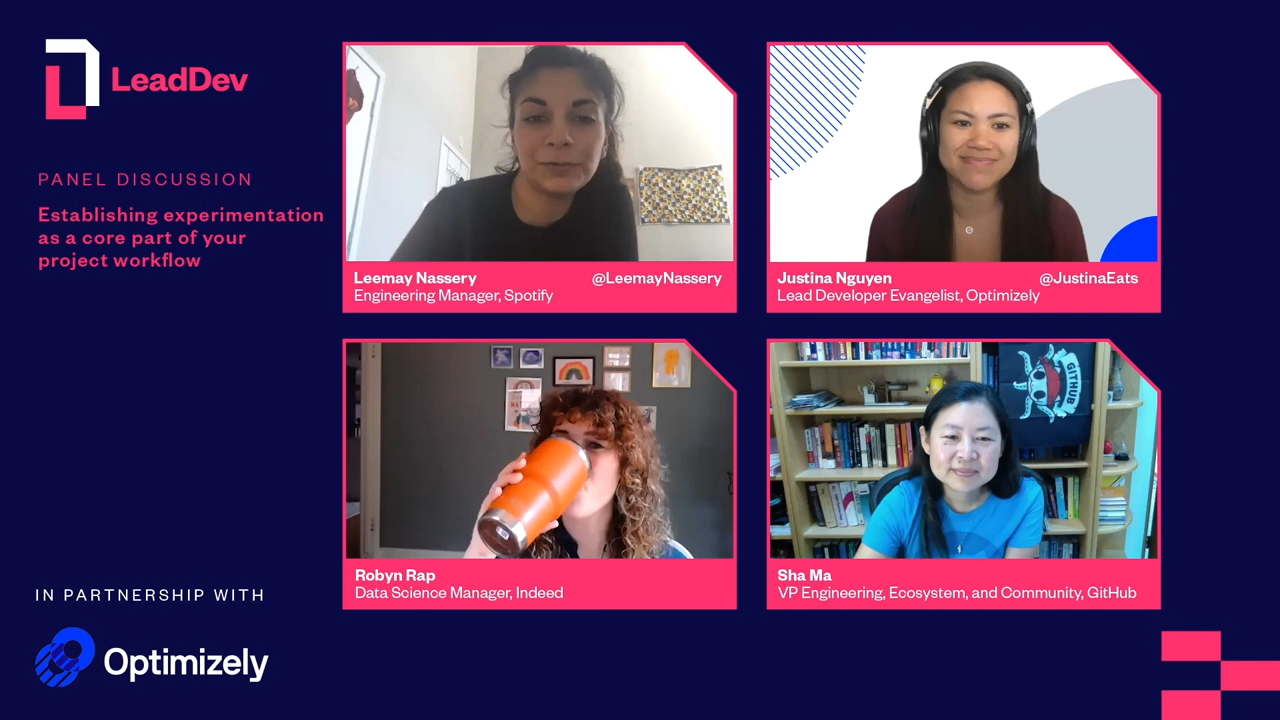 LeadDev
PANEL DISCUSSION
Establishing experimentation
as a core part of your
project workflow
Leemay Nassery
@LeemayNassery
Engineering Manager, Spotify
Justina Nguyen
@JustinaEats
Lead Developer Evangelist, Optimizely
GITHUB
Robyn Rap
Data Science Manager, Indeed
Sha Ma
VP Engineering, Ecosystem, and Community, GitHub
IN PARTNERSHIP WITH
Optimizely